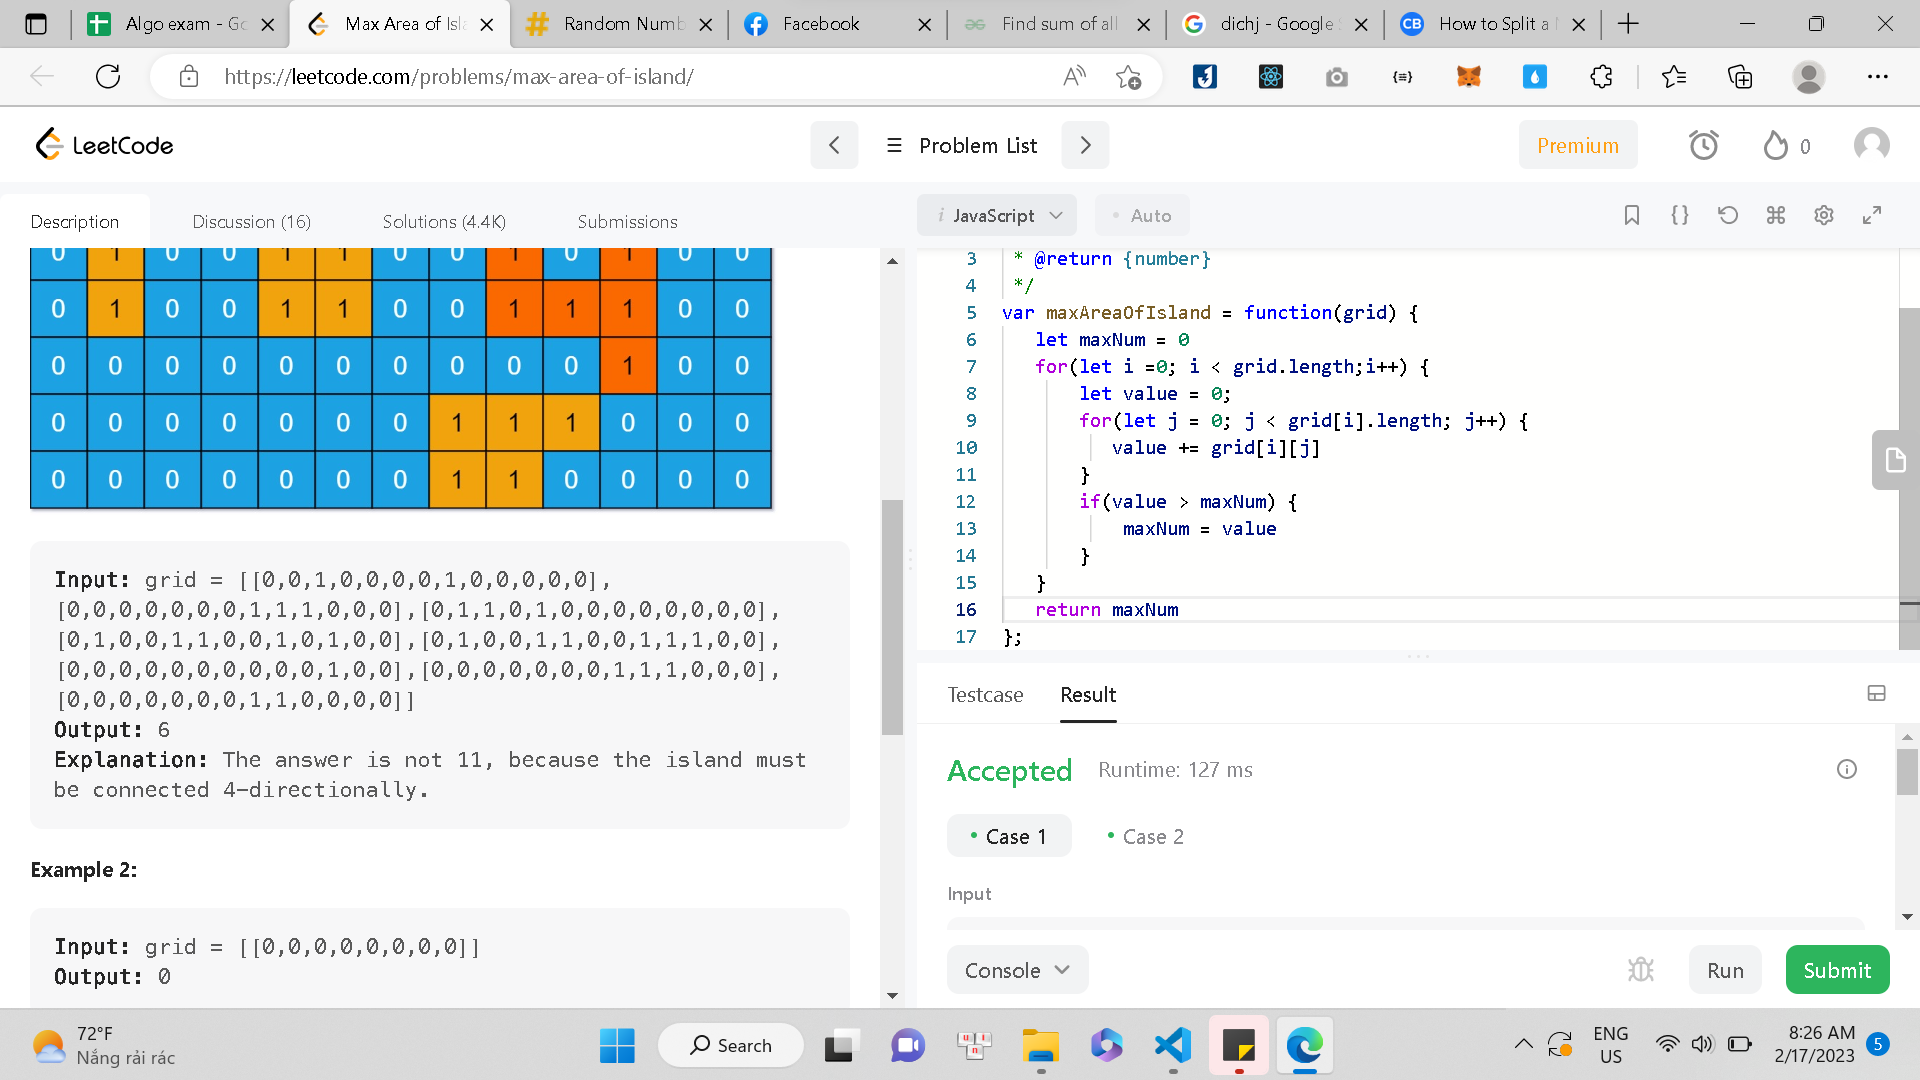 Algo exam - Go
Max Area of Isla
Random Numb
Facebook
Find sum of all
dichj - Google
How to Split a
https://leetcode.com/problems/max-area-of-island/
LeetCode
Problem List
Premium
0
Description
Discussion (16)
Solutions (4.4K)
Submissions
i JavaScript
Auto
0 1 0 0 1 1 0 0 1 0 1 0 0
0 1 0 0 1 1 0 0 1 1 1 0 0
0 0 0 0 0 0 0 0 0 0 1 0 0
0 0 0 0 0 0 0 1 1 1 0 0 0
0 0 0 0 0 0 0 1 1 0 0 0 0
Input: grid = [[0,0,1,0,0,0,0,1,0,0,0,0,0],
[0,0,0,0,0,0,0,1,1,1,0,0,0],[0,1,1,0,1,0,0,0,0,0,0,0,0],
[0,1,0,0,1,1,0,0,1,0,1,0,0],[0,1,0,0,1,1,0,0,1,1,1,0,0],
[0,0,0,0,0,0,0,0,0,0,1,0,0],[0,0,0,0,0,0,0,1,1,1,0,0,0],
[0,0,0,0,0,0,0,1,1,0,0,0,0]]
Output: 6
Explanation: The answer is not 11, because the island must
be connected 4-directionally.
Example 2:
Input: grid = [[0,0,0,0,0,0,0,0]]
Output: 0
3 * @return {number}
4 */
5 var maxAreaOfIsland = function(grid) {
6 let maxNum = 0
7 for(let i =0; i < grid.length;i++) {
8 let value = 0;
9 for(let j = 0; j < grid[i].length; j++) {
10 value += grid[i][j]
11 }
12 if(value > maxNum) {
13 maxNum = value
14 }
15 }
16 return maxNum
17 };
Testcase
Result
Accepted
Runtime: 127 ms
Case 1
Case 2
Input
Console
Run
Submit
72°F
Nắng rải rác
Search
ENG
US
8:26 AM
2/17/2023
5